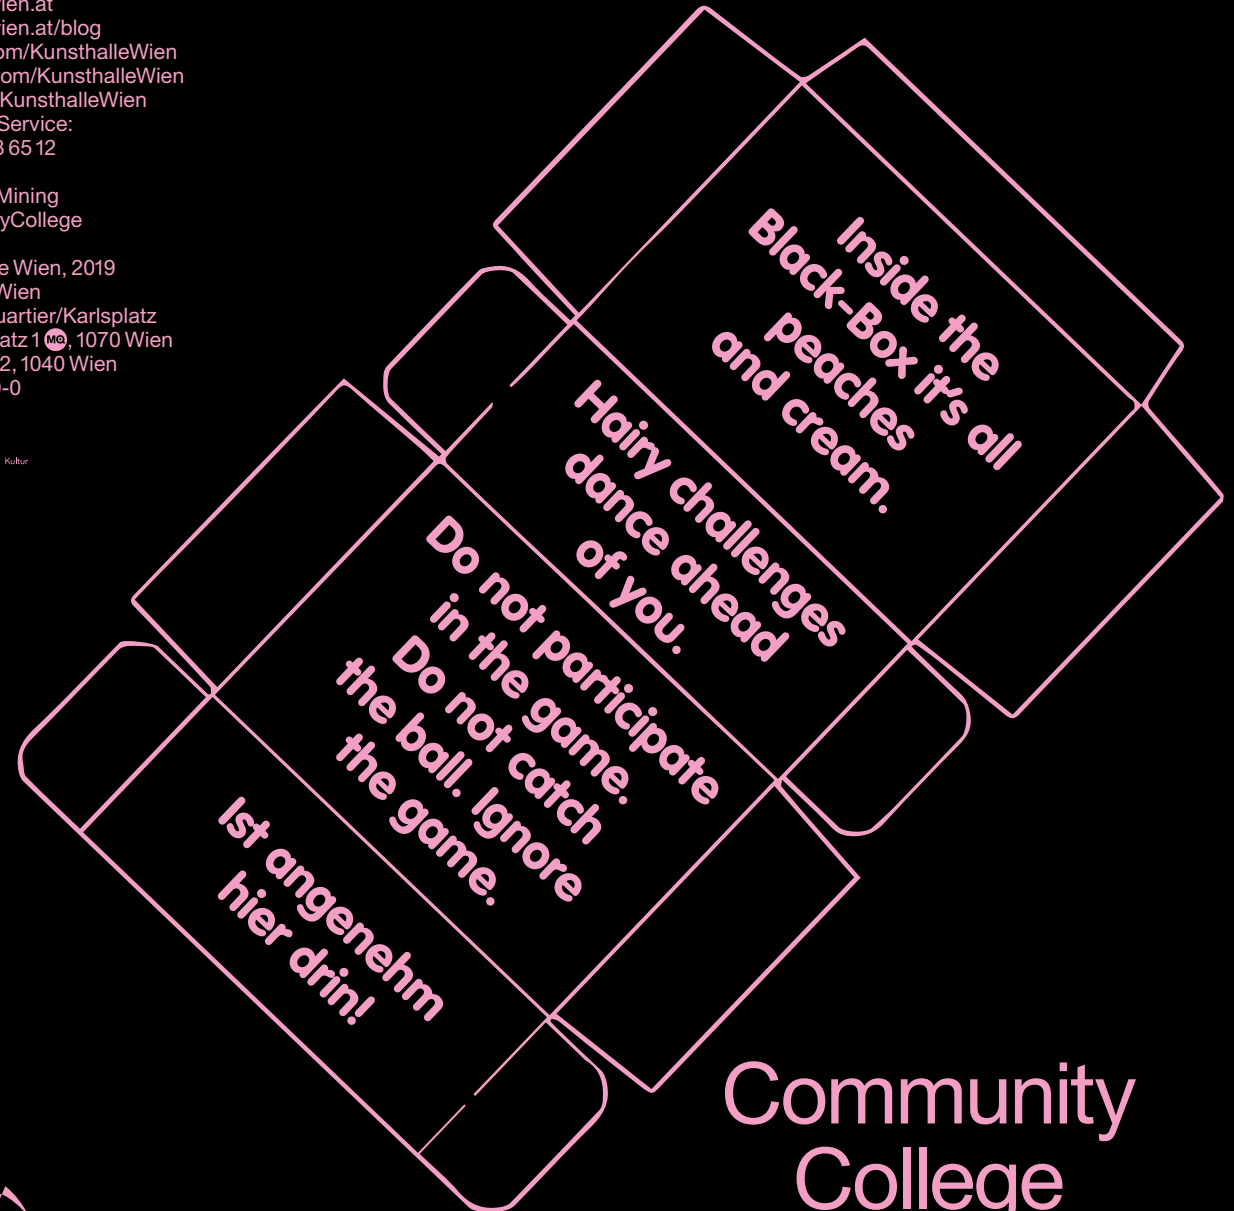 ien.at
ien.at/blog
om/KunsthalleWien
om/KunsthalleWien
KunsthalleWien
Service:
3 65 12
Mining
yCollege
e Wien, 2019
Wien
uartier/Karlsplatz
atz 1 MQ, 1070 Wien
2, 1040 Wien
-0
Kultur
Inside the
Black-Box it's all
peaches
and cream.
Hairy challenges
dance ahead
of you.
Do not participate
in the game.
Do not catch
the ball. Ignore
the game.
Ist angenehm
hier drin!
Community
College